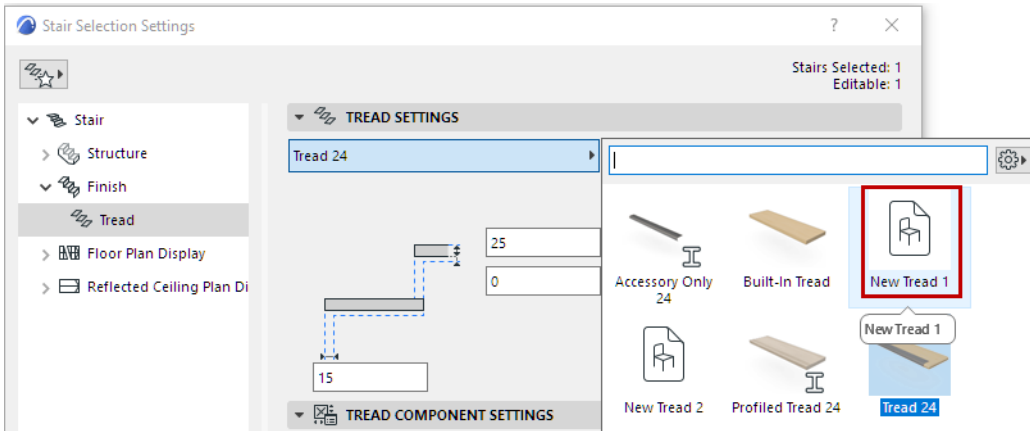 Stair Selection Settings
?
Stairs Selected: 1
Editable: 1
Stair
Structure
Finish
Tread
Floor Plan Display
Reflected Ceiling Plan Di
TREAD SETTINGS
Tread 24
25
0
15
TREAD COMPONENT SETTINGS
Accessory Only
24
Built-In Tread
New Tread 1
New Tread 1
New Tread 2
Profiled Tread 24
Tread 24